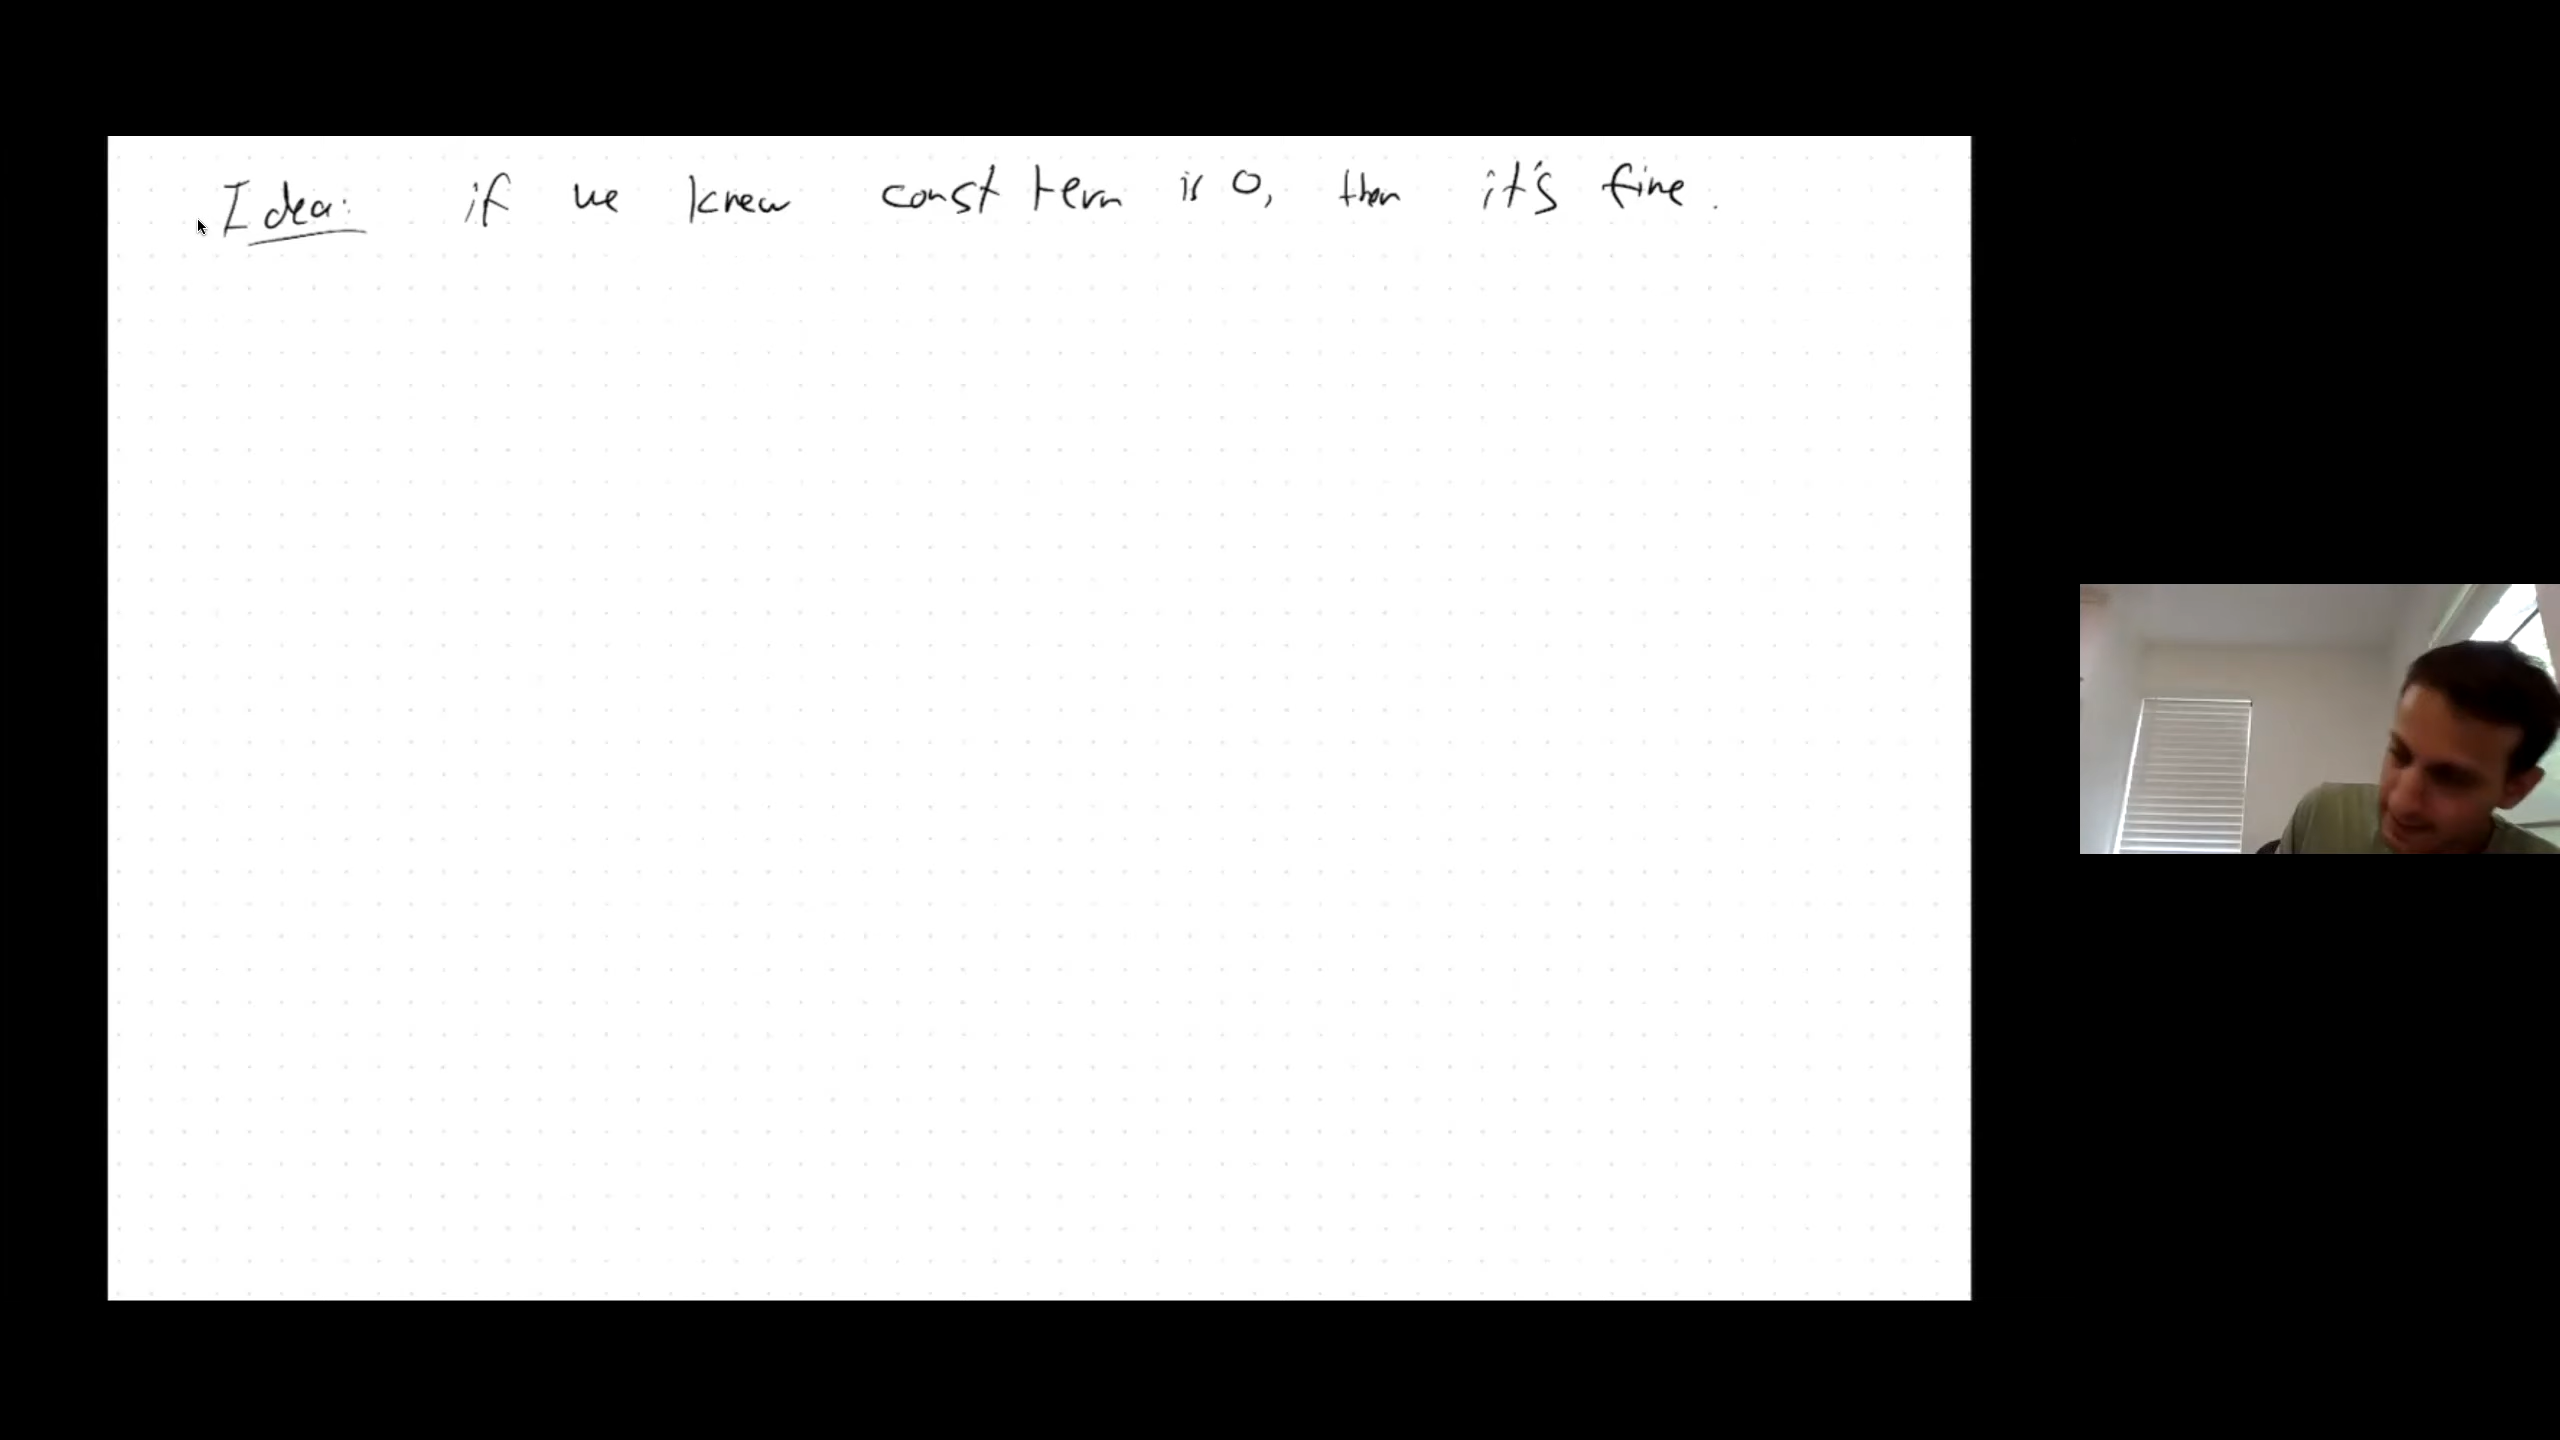 Idea: if we knew const term is 0, then it's fine.